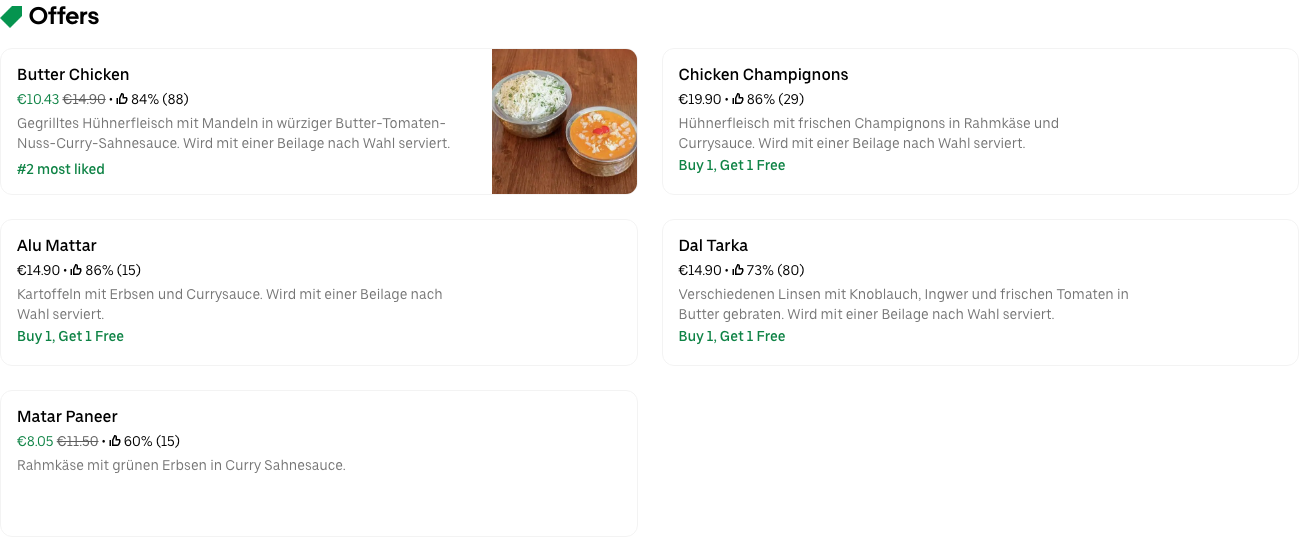 Offers
Butter Chicken
€10.43 €14.90 • 84% (88)
Gegrilltes Hühnerfleisch mit Mandeln in würziger Butter-Tomaten-
Nuss-Curry-Sahnesauce. Wird mit einer Beilage nach Wahl serviert.
#2 most liked
Chicken Champignons
€19.90 • 86% (29)
Hühnerfleisch mit frischen Champignons in Rahmkäse und
Currysauce. Wird mit einer Beilage nach Wahl serviert.
Buy 1, Get 1 Free
Alu Mattar
€14.90 • 86% (15)
Kartoffeln mit Erbsen und Currysauce. Wird mit einer Beilage nach
Wahl serviert.
Buy 1, Get 1 Free
Dal Tarka
€14.90 • 73% (80)
Verschiedenen Linsen mit Knoblauch, Ingwer und frischen Tomaten in
Butter gebraten. Wird mit einer Beilage nach Wahl serviert.
Buy 1, Get 1 Free
Matar Paneer
€8.05 €11.50 • 60% (15)
Rahmkäse mit grünen Erbsen in Curry Sahnesauce.